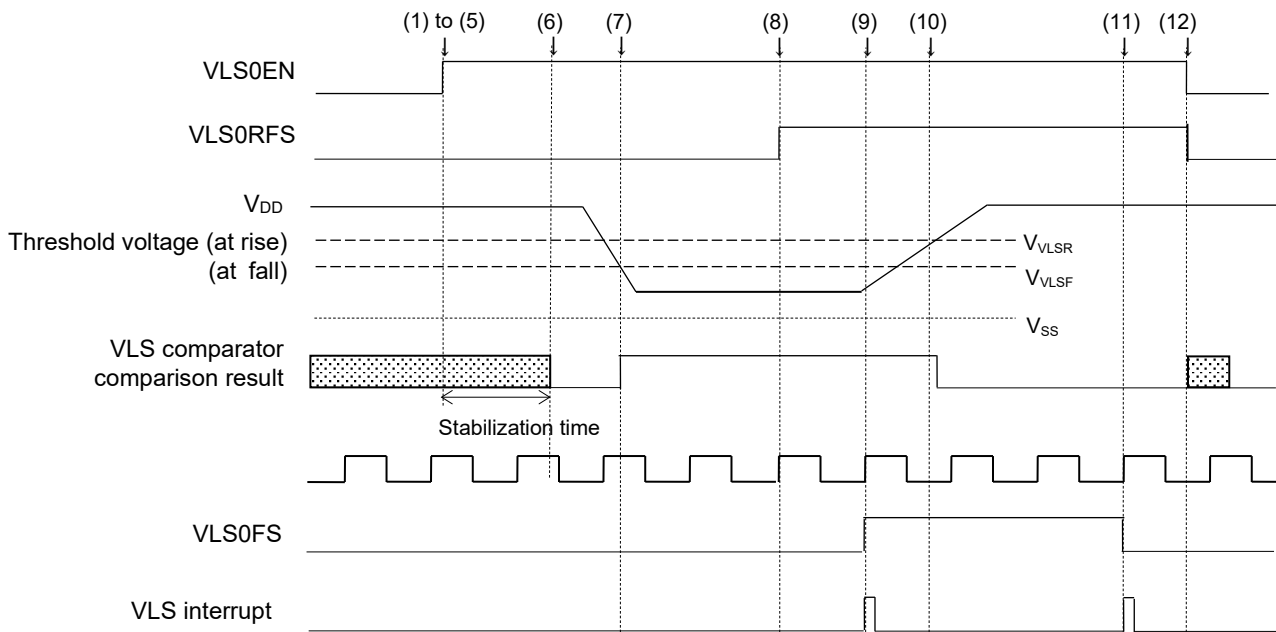 (1) to (5) (6) (7) (8) (9) (10) (11) (12)
VLS0EN
VLS0RFS
VDD
Threshold voltage (at rise)
VVLSR
(at fall)
VVLSF
VSS
VLS comparator
comparison result
Stabilization time
VLS0FS
VLS interrupt